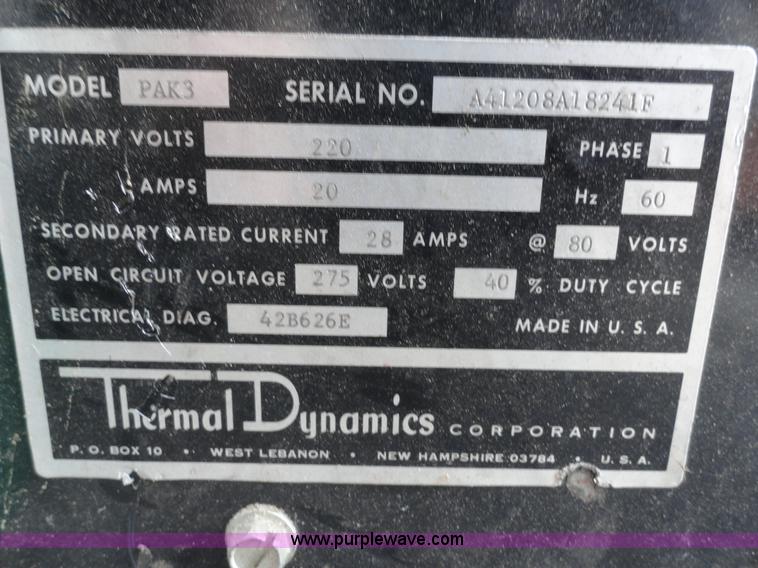 MODEL PAK3 SERIAL NO. A41208A18241F
PRIMARY VOLTS 220 PHASE 1
AMPS 20 Hz 60
SECONDARY RATED CURRENT 28 AMPS @ 80 VOLTS
OPEN CIRCUIT VOLTAGE 275 VOLTS 40 % DUTY CYCLE
ELECTRICAL DIAG. 42B626E MADE IN U. S. A.
Thermal Dynamics CORPORATION
P. O. BOX 10 • WEST LEBANON • NEW HAMPSHIRE 03784 • U. S. A.
www.purplewave.com